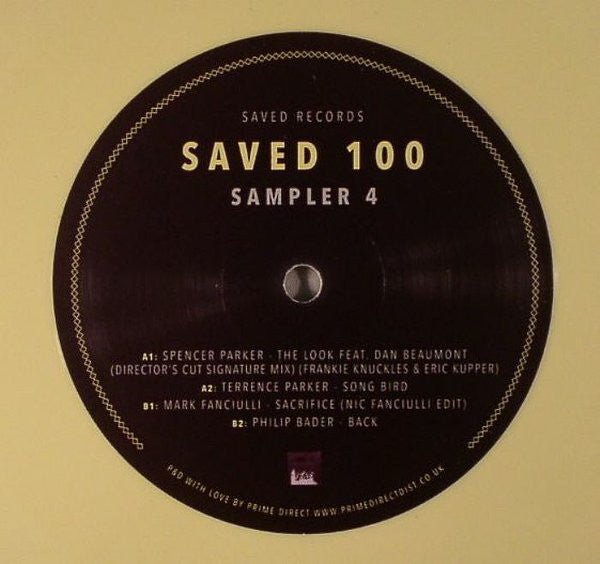 SAVED RECORDS
SAVED 100
SAMPLER 4
A1: SPENCER PARKER - THE LOOK FEAT. DAN BEAUMONT
(DIRECTOR'S CUT SIGNATURE MIX) (FRANKIE KNUCKLES & ERIC KUPPER)
A2: TERRENCE PARKER - SONG BIRD
B1: MARK FANCIULLI - SACRIFICE (NIC FANCIULLI EDIT)
B2: PHILIP BADER - BACK
P&D WITH LOVE BY PRIME DIRECT WWW.PRIMEDIRECTDIST.CO.UK